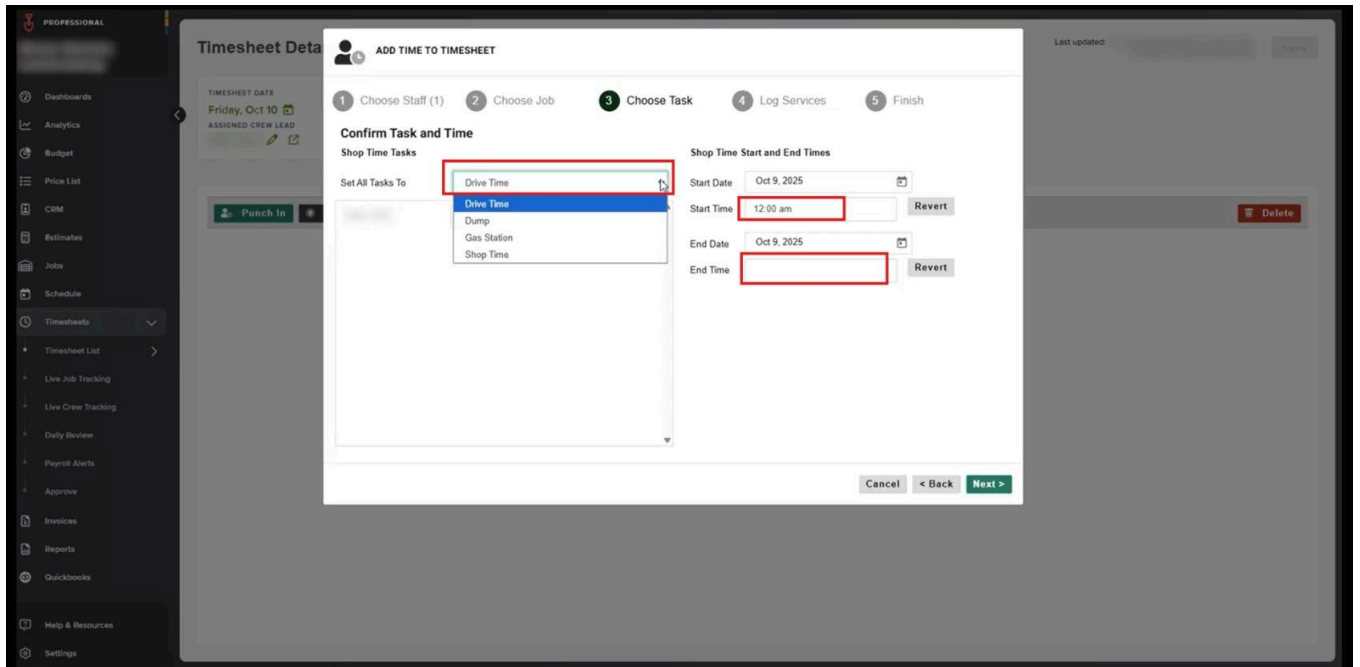 PROFESSIONAL
Dashboards
Analytics
Budget
Price List
CRM
Estimates
Jobs
Schedule
Timesheets
Timesheet List
Live Job Tracking
Live Crew Tracking
Daily Review
Payroll Alerts
Approve
Invoices
Reports
Quickbooks
Help & Resources
Settings
Timesheet Deta
Last updated:
TIMESHEET DATE
Friday, Oct 10
ASSIGNED CREW LEAD
Punch In
Delete
ADD TIME TO TIMESHEET
1 Choose Staff (1) 2 Choose Job 3 Choose Task 4 Log Services 5 Finish
Confirm Task and Time
Shop Time Tasks
Set All Tasks To Drive Time
Drive Time
Dump
Gas Station
Shop Time
Shop Time Start and End Times
Start Date Oct 9, 2025
Start Time 12:00 am Revert
End Date Oct 9, 2025
End Time Revert
Cancel < Back Next >